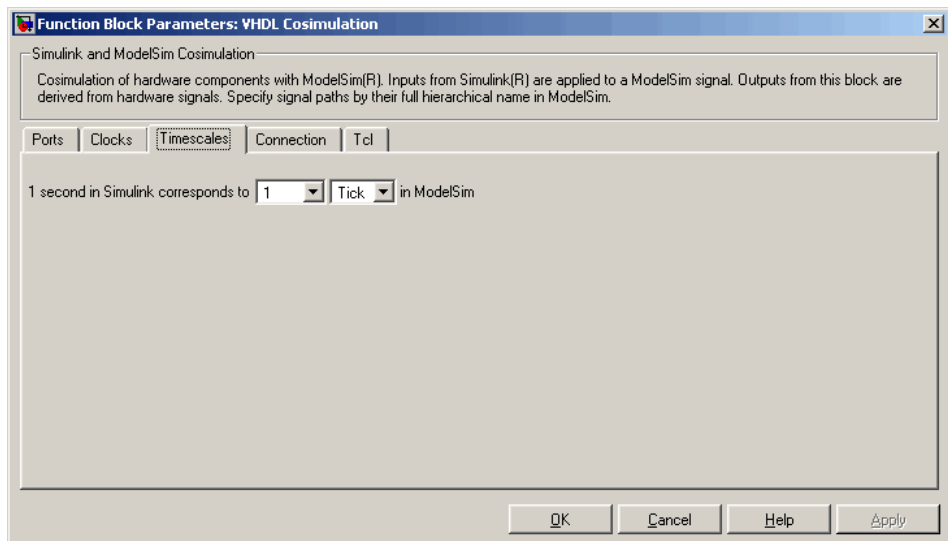 Function Block Parameters: VHDL Cosimulation
Simulink and ModelSim Cosimulation
Cosimulation of hardware components with ModelSim(R). Inputs from Simulink(R) are applied to a ModelSim signal. Outputs from this block are
derived from hardware signals. Specify signal paths by their full hierarchical name in ModelSim.
Ports Clocks Timescales Connection Tcl
1 second in Simulink corresponds to 1 Tick in ModelSim
OK Cancel Help Apply